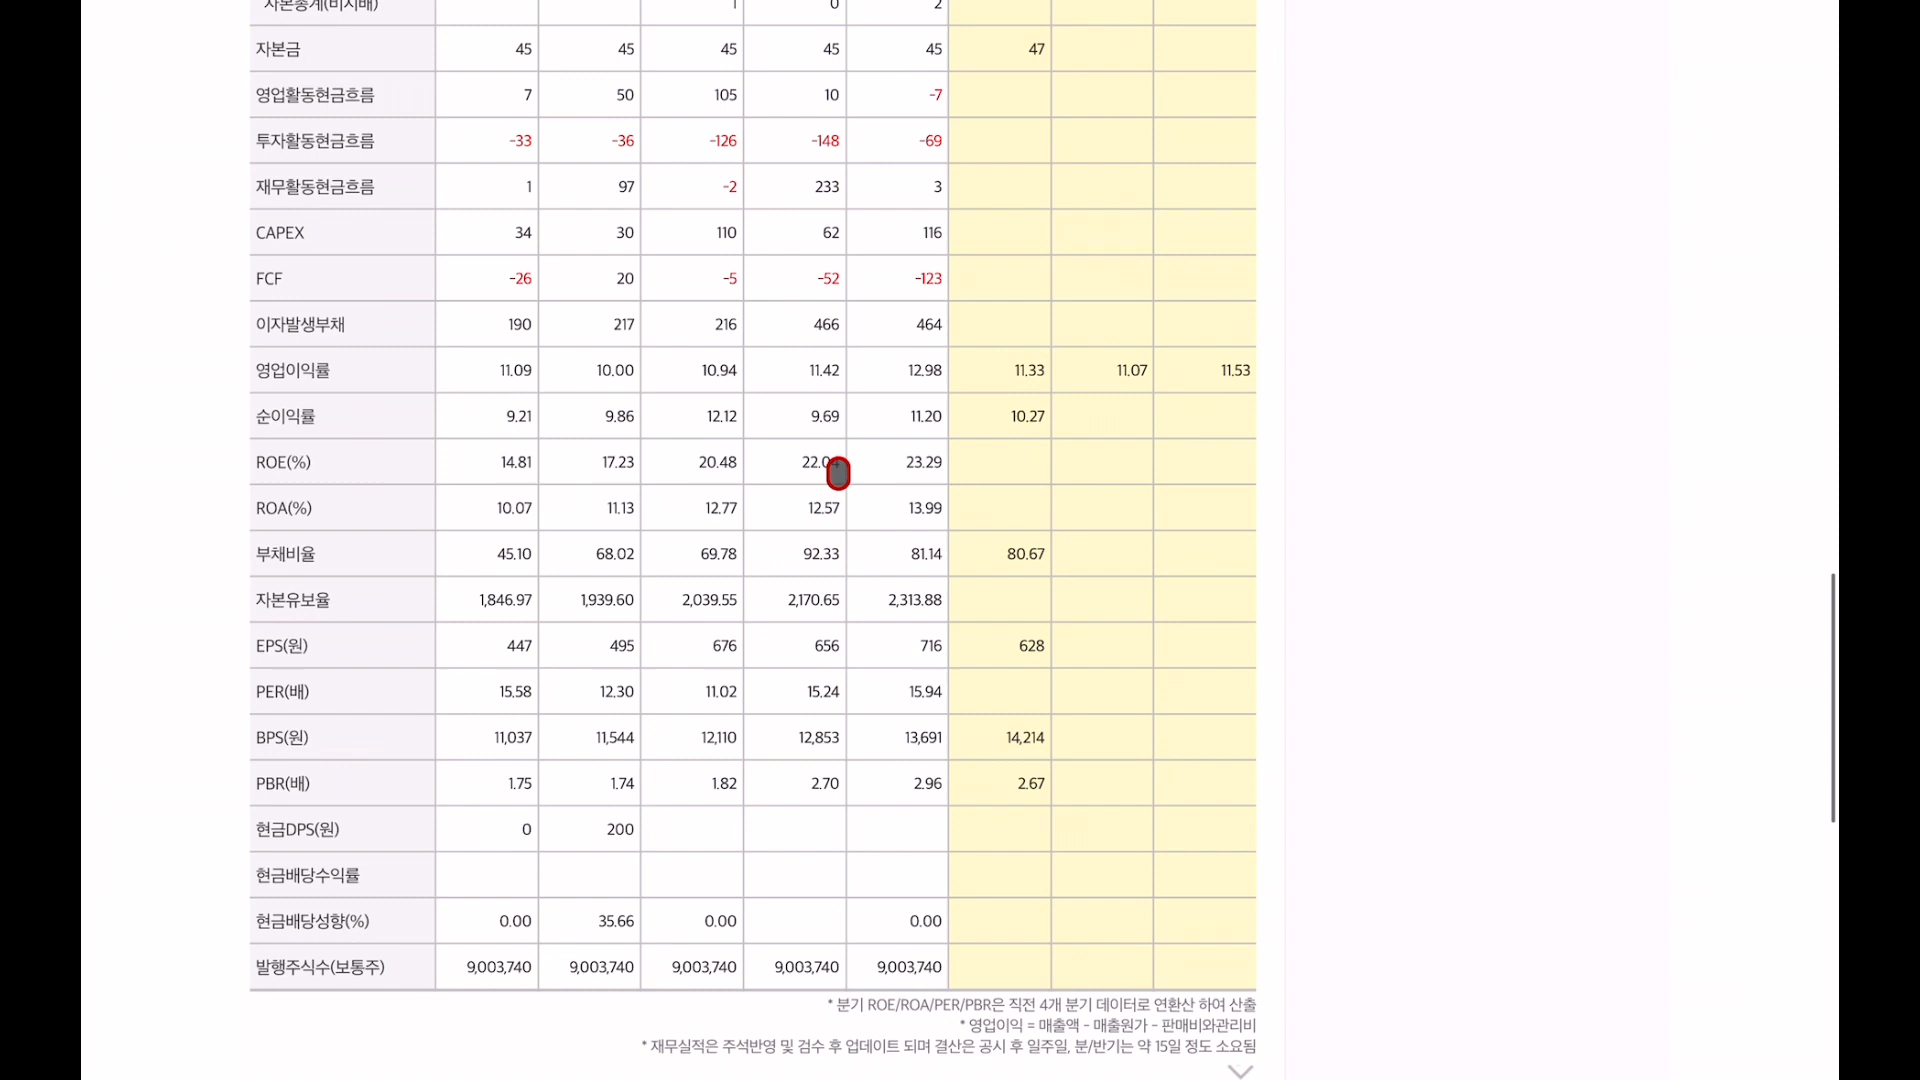 자본총계(비지배) 1 0 2
자본금 45 45 45 45 45 47
영업활동현금흐름 7 50 105 10 -7
투자활동현금흐름 -33 -36 -126 -148 -69
재무활동현금흐름 1 97 -2 233 3
CAPEX 34 30 110 62 116
FCF -26 20 -5 -52 -123
이자발생부채 190 217 216 466 464
영업이익률 11.09 10.00 10.94 11.42 12.98 11.33 11.07 11.53
순이익률 9.21 9.86 12.12 9.69 11.20 10.27
ROE(%) 14.81 17.23 20.48 23.29
ROA(%) 10.07 11.13 12.77 12.57 13.99
부채비율 45.10 68.02 69.78 92.33 81.14 80.67
자본유보율 1,846.97 1,939.60 2,039.55 2,170.65 2,313.88
EPS(원) 447 495 676 656 716 628
PER(배) 15.58 12.30 11.02 15.24 15.94
BPS(원) 11,037 11,544 12,110 12,853 13,691 14,214
PBR(배) 1.75 1.74 1.82 2.70 2.96 2.67
현금DPS(원) 0 200
현금배당수익률
현금배당성향(%) 0.00 35.66 0.00 0.00
발행주식수(보통주) 9,003,740 9,003,740 9,003,740 9,003,740 9,003,740
* 분기 ROE/ROA/PER/PBR은 직전 4개 분기 데이터로 연환산 하여 산출
* 영업이익 = 매출액 - 매출원가 - 판매비와관리비
* 재무실적은 주석반영 및 검수 후 업데이트 되며 결산은 공시 후 일주일, 분/반기는 약 15일 정도 소요됨